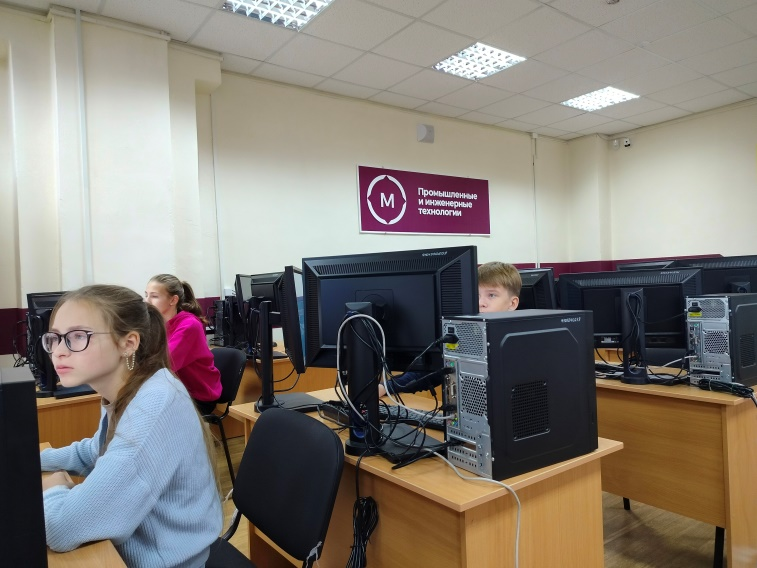 М
Промышленные
и инженерные
технологии